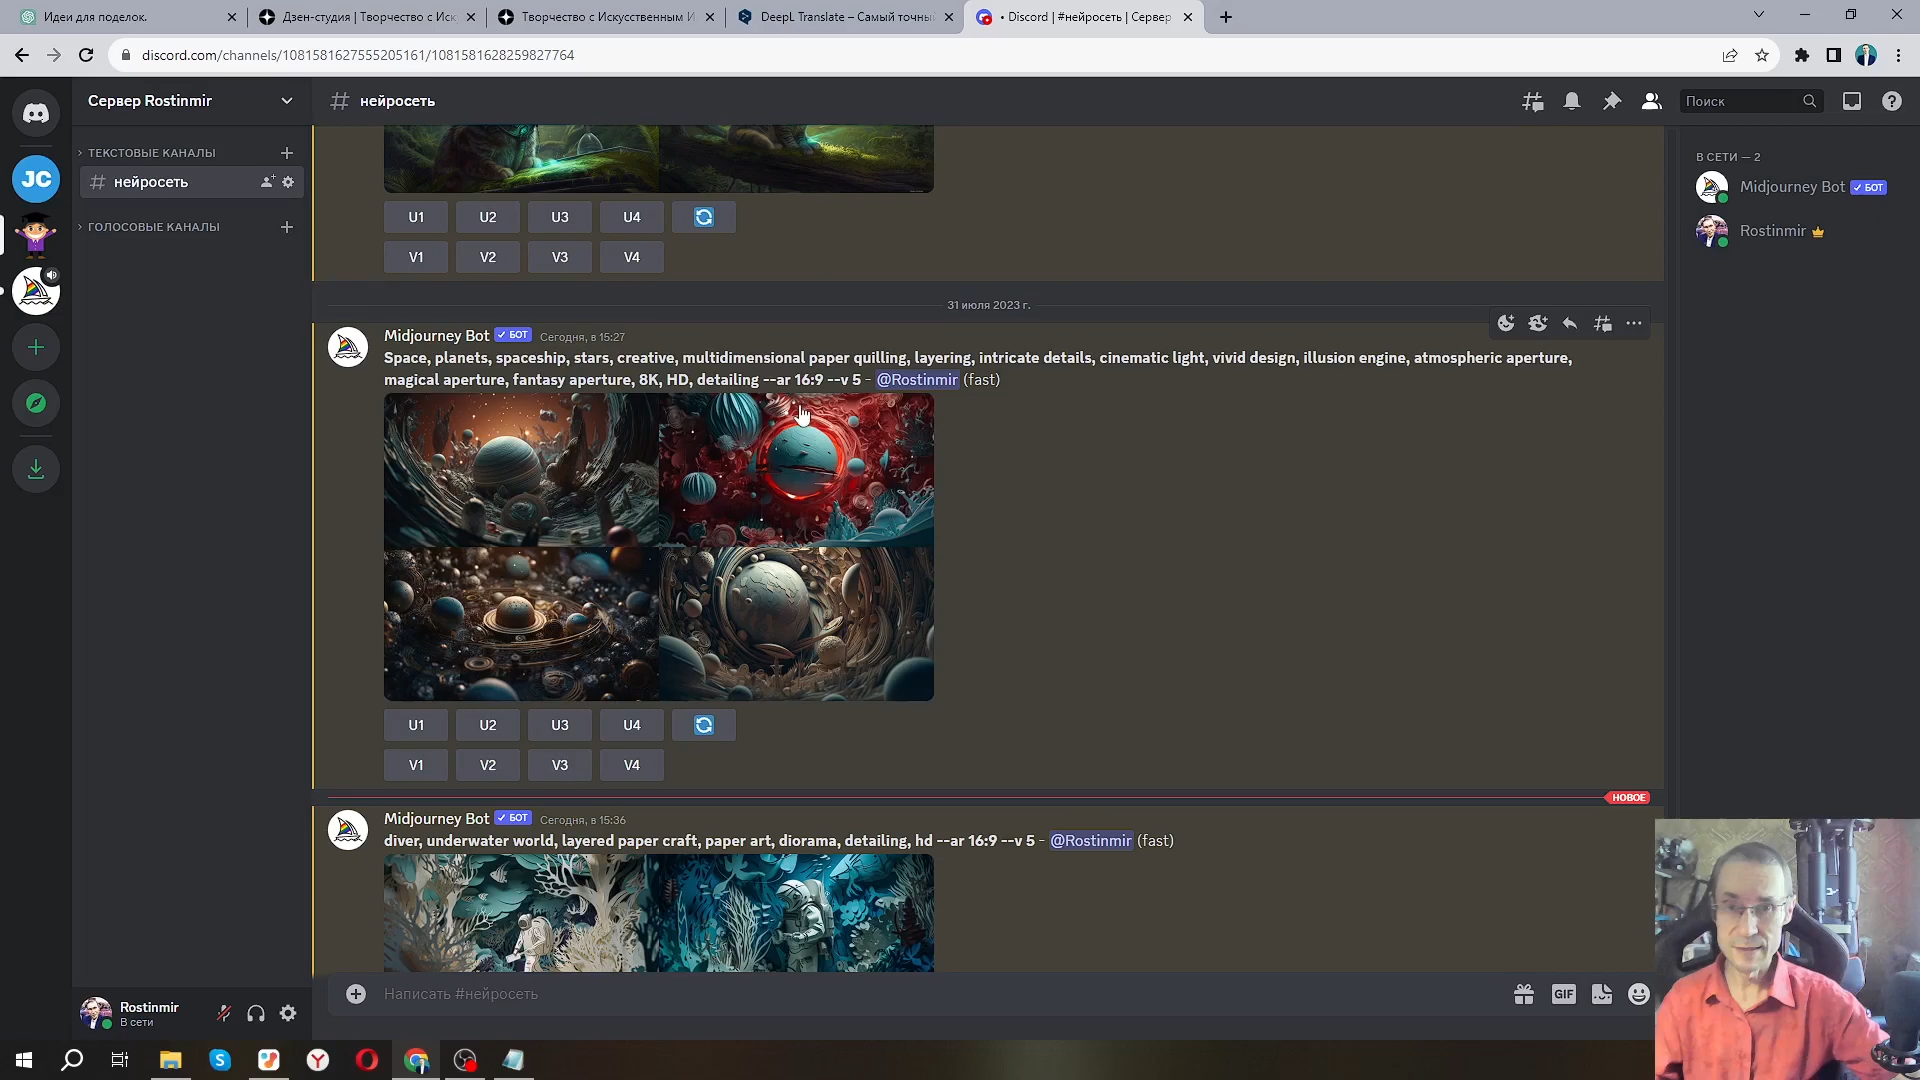 Идеи для поделок.
Дзен-студия | Творчество с Иск
Творчество с Искусственным И
DeepL Translate – Самый точный
• Discord | #нейросеть | Сервер
discord.com/channels/1081581627555205161/1081581628259827764
Сервер Rostinmir
нейросеть
Поиск
ТЕКСТОВЫЕ КАНАЛЫ
нейросеть
ГОЛОСОВЫЕ КАНАЛЫ
JC
U1 U2 U3 U4
V1 V2 V3 V4
31 июля 2023 г.
Midjourney Bot ✓ БОТ Сегодня, в 15:27
Space, planets, spaceship, stars, creative, multidimensional paper quilling, layering, intricate details, cinematic light, vivid design, illusion engine, atmospheric aperture,
magical aperture, fantasy aperture, 8K, HD, detailing --ar 16:9 --v 5 - @Rostinmir (fast)
U1 U2 U3 U4
V1 V2 V3 V4
НОВОЕ
Midjourney Bot ✓ БОТ Сегодня, в 15:36
diver, underwater world, layered paper craft, paper art, diorama, detailing, hd --ar 16:9 --v 5 - @Rostinmir (fast)
Написать #нейросеть
GIF
В СЕТИ — 2
Midjourney Bot ✓ БОТ
Rostinmir
Rostinmir
В сети